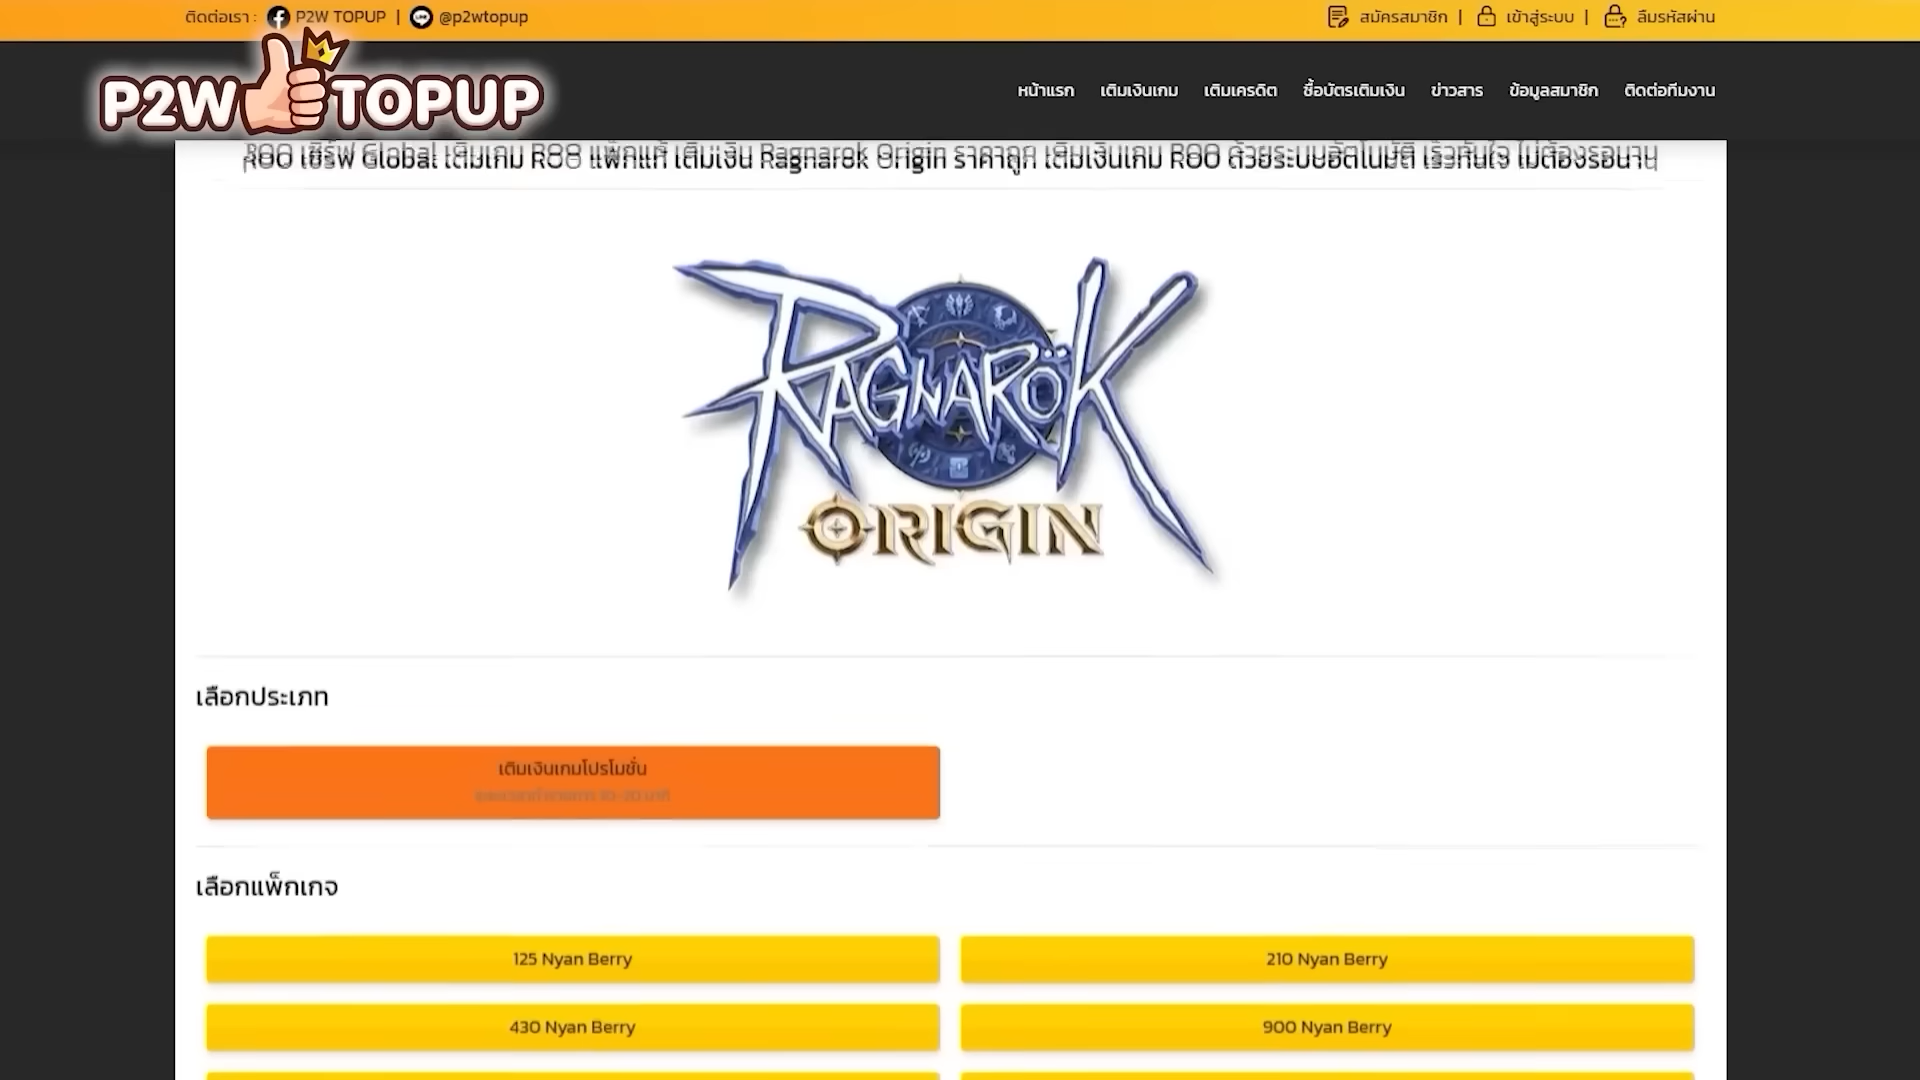 ติดต่อเรา : P2W TOPUP | @p2wtopup
สมัครสมาชิก | เข้าสู่ระบบ | ลืมรหัสผ่าน
P2W TOPUP
หน้าแรก เติมเงินเกม เติมเครดิต ซื้อบัตรเติมเงิน ข่าวสาร ข้อมูลสมาชิก ติดต่อทีมงาน
ROO เซิร์ฟ Global เติมเกม ROO แพ็กแท้ เติมเงิน Ragnarok Origin ราคาถูก เติมเงินเกม ROO ด้วยระบบอัตโนมัติ เร็วทันใจ ไม่ต้องรอนาน
RAGNARÖK
ORIGIN
เลือกประเภท
เติมเงินเกมโปรโมชั่น
10-20 นาที
เลือกแพ็กเกจ
125 Nyan Berry
210 Nyan Berry
430 Nyan Berry
900 Nyan Berry